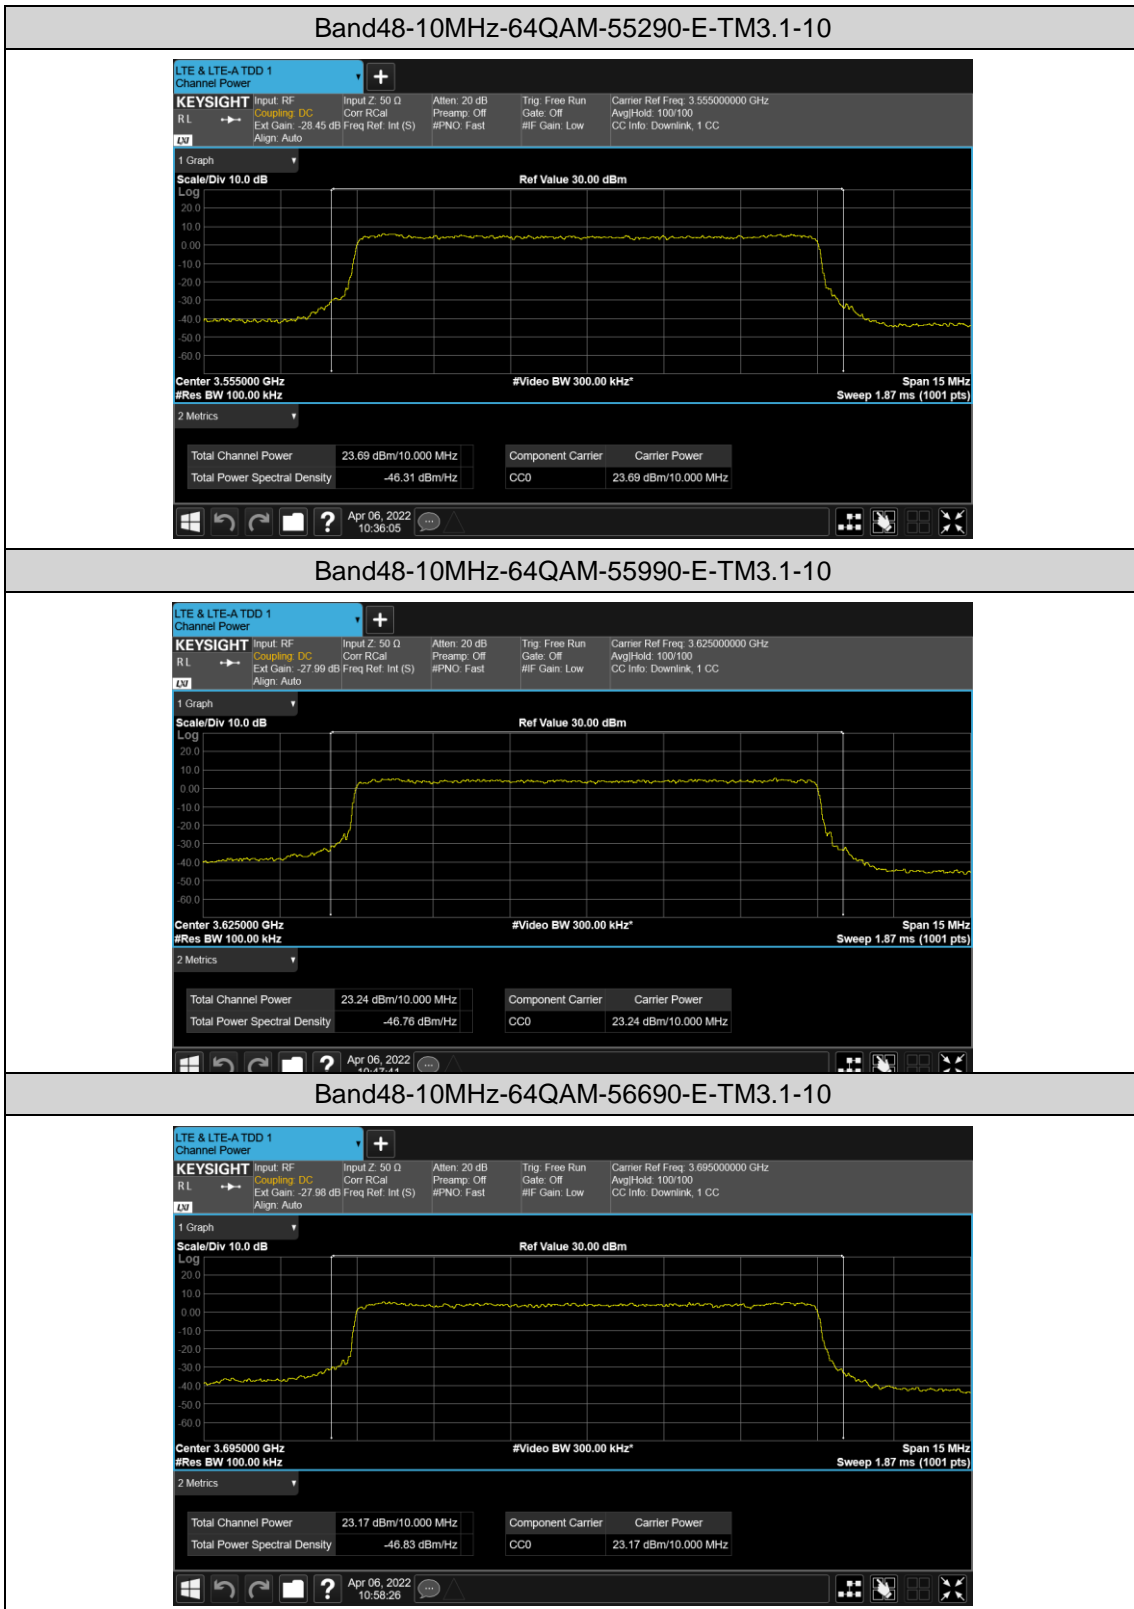 Band48-10MHz-64QAM-55290-E-TM3.1-10
LTE & LTE-A TDD 1
Channel Power
KEYSIGHT Input: RF Input Z: 50 Ω Atten: 20 dB Trig: Free Run Carrier Ref Freq: 3.555000000 GHz
RL Coupling: DC Corr RCal Preamp: Off Gate: Off Avg|Hold: 100/100
Ext Gain: -28.45 dB Freq Ref: Int (S) #PNO: Fast #IF Gain: Low CC Info: Downlink, 1 CC
LXI Align: Auto
1 Graph
Scale/Div 10.0 dB Ref Value 30.00 dBm
Log
20.0
10.0
0.00
-10.0
-20.0
-30.0
-40.0
-50.0
-60.0
Center 3.555000 GHz #Video BW 300.00 kHz* Span 15 MHz
#Res BW 100.00 kHz Sweep 1.87 ms (1001 pts)
2 Metrics
Total Channel Power 23.69 dBm/10.000 MHz Component Carrier Carrier Power
Total Power Spectral Density -46.31 dBm/Hz CC0 23.69 dBm/10.000 MHz
? Apr 06, 2022
10:36:05
Band48-10MHz-64QAM-55990-E-TM3.1-10
LTE & LTE-A TDD 1
Channel Power
KEYSIGHT Input: RF Input Z: 50 Ω Atten: 20 dB Trig: Free Run Carrier Ref Freq: 3.625000000 GHz
RL Coupling: DC Corr RCal Preamp: Off Gate: Off Avg|Hold: 100/100
Ext Gain: -27.99 dB Freq Ref: Int (S) #PNO: Fast #IF Gain: Low CC Info: Downlink, 1 CC
LXI Align: Auto
1 Graph
Scale/Div 10.0 dB Ref Value 30.00 dBm
Log
20.0
10.0
0.00
-10.0
-20.0
-30.0
-40.0
-50.0
-60.0
Center 3.625000 GHz #Video BW 300.00 kHz* Span 15 MHz
#Res BW 100.00 kHz Sweep 1.87 ms (1001 pts)
2 Metrics
Total Channel Power 23.24 dBm/10.000 MHz Component Carrier Carrier Power
Total Power Spectral Density -46.76 dBm/Hz CC0 23.24 dBm/10.000 MHz
? Apr 06, 2022
10:47:41
Band48-10MHz-64QAM-56690-E-TM3.1-10
LTE & LTE-A TDD 1
Channel Power
KEYSIGHT Input: RF Input Z: 50 Ω Atten: 20 dB Trig: Free Run Carrier Ref Freq: 3.695000000 GHz
RL Coupling: DC Corr RCal Preamp: Off Gate: Off Avg|Hold: 100/100
Ext Gain: -27.98 dB Freq Ref: Int (S) #PNO: Fast #IF Gain: Low CC Info: Downlink, 1 CC
LXI Align: Auto
1 Graph
Scale/Div 10.0 dB Ref Value 30.00 dBm
Log
20.0
10.0
0.00
-10.0
-20.0
-30.0
-40.0
-50.0
-60.0
Center 3.695000 GHz #Video BW 300.00 kHz* Span 15 MHz
#Res BW 100.00 kHz Sweep 1.87 ms (1001 pts)
2 Metrics
Total Channel Power 23.17 dBm/10.000 MHz Component Carrier Carrier Power
Total Power Spectral Density -46.83 dBm/Hz CC0 23.17 dBm/10.000 MHz
? Apr 06, 2022
10:58:26